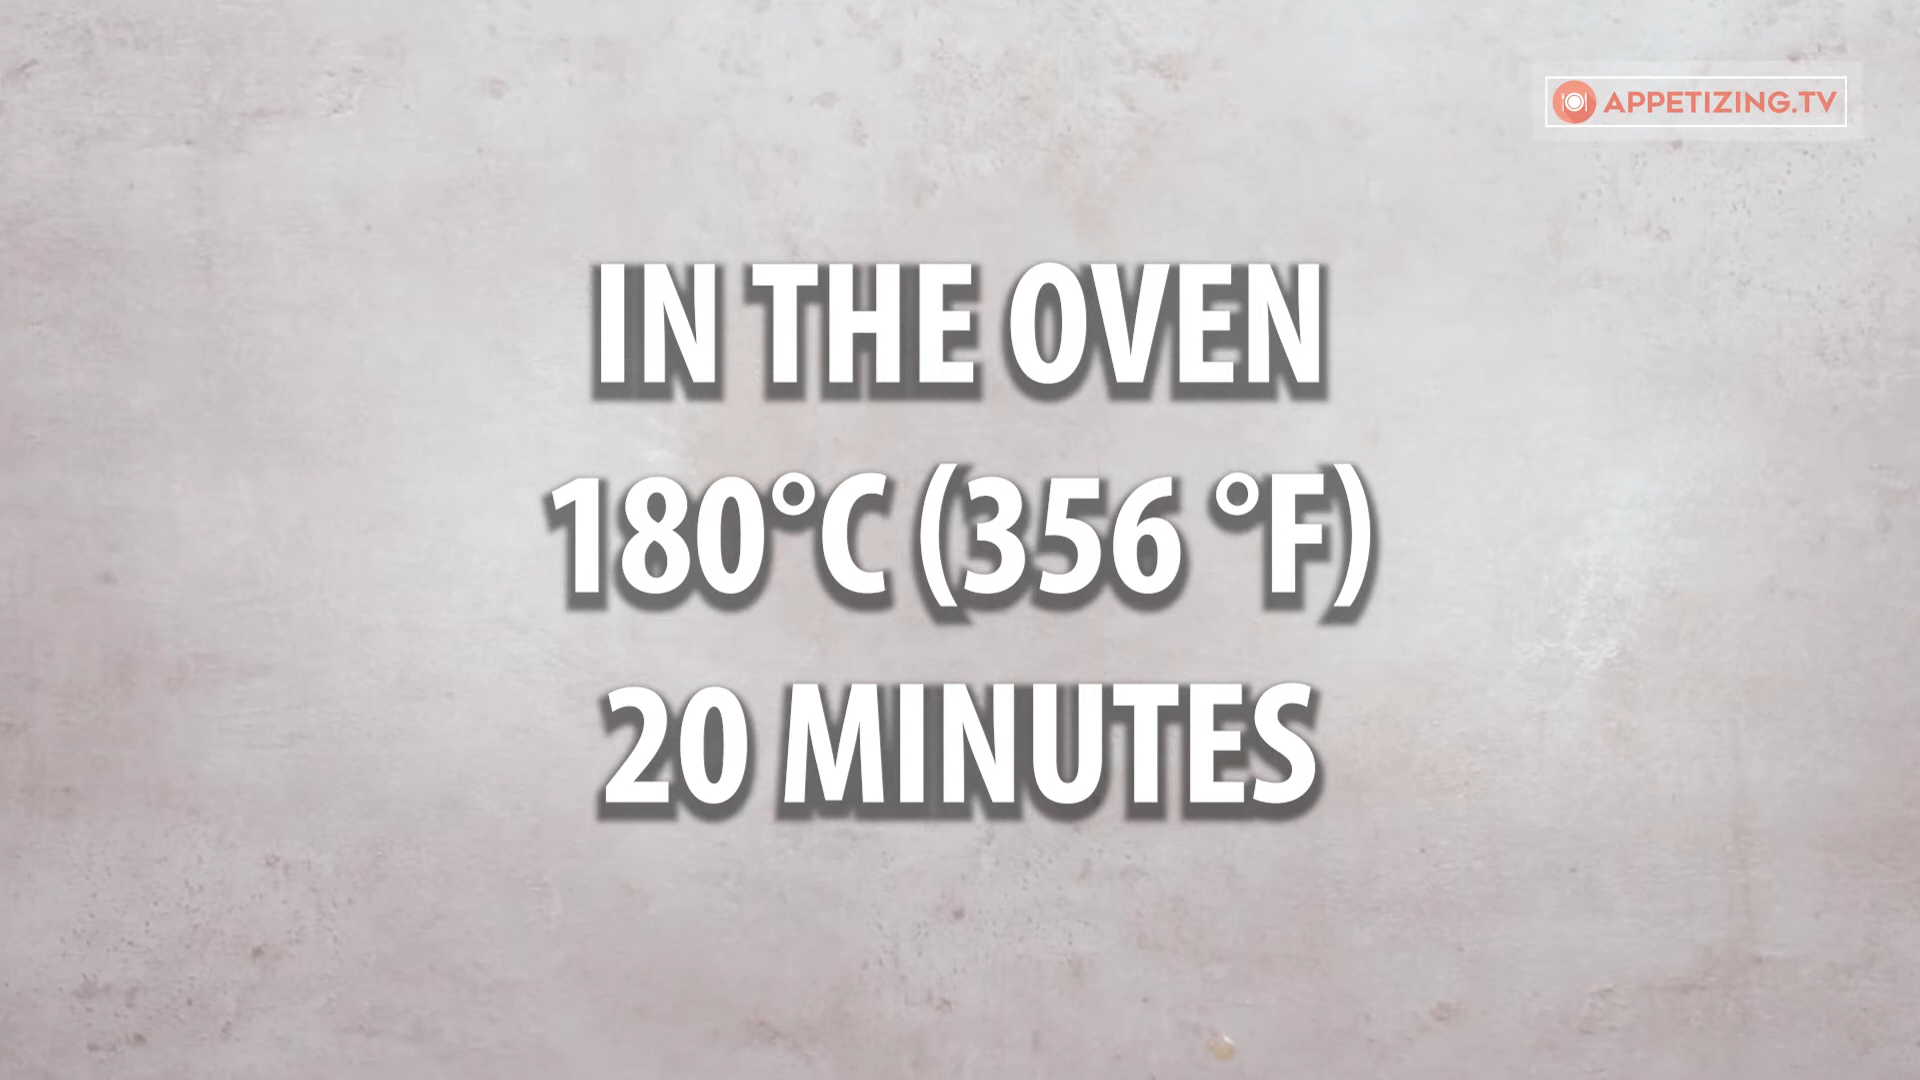 APPETIZING.TV
IN THE OVEN
180°C (356 °F)
20 MINUTES